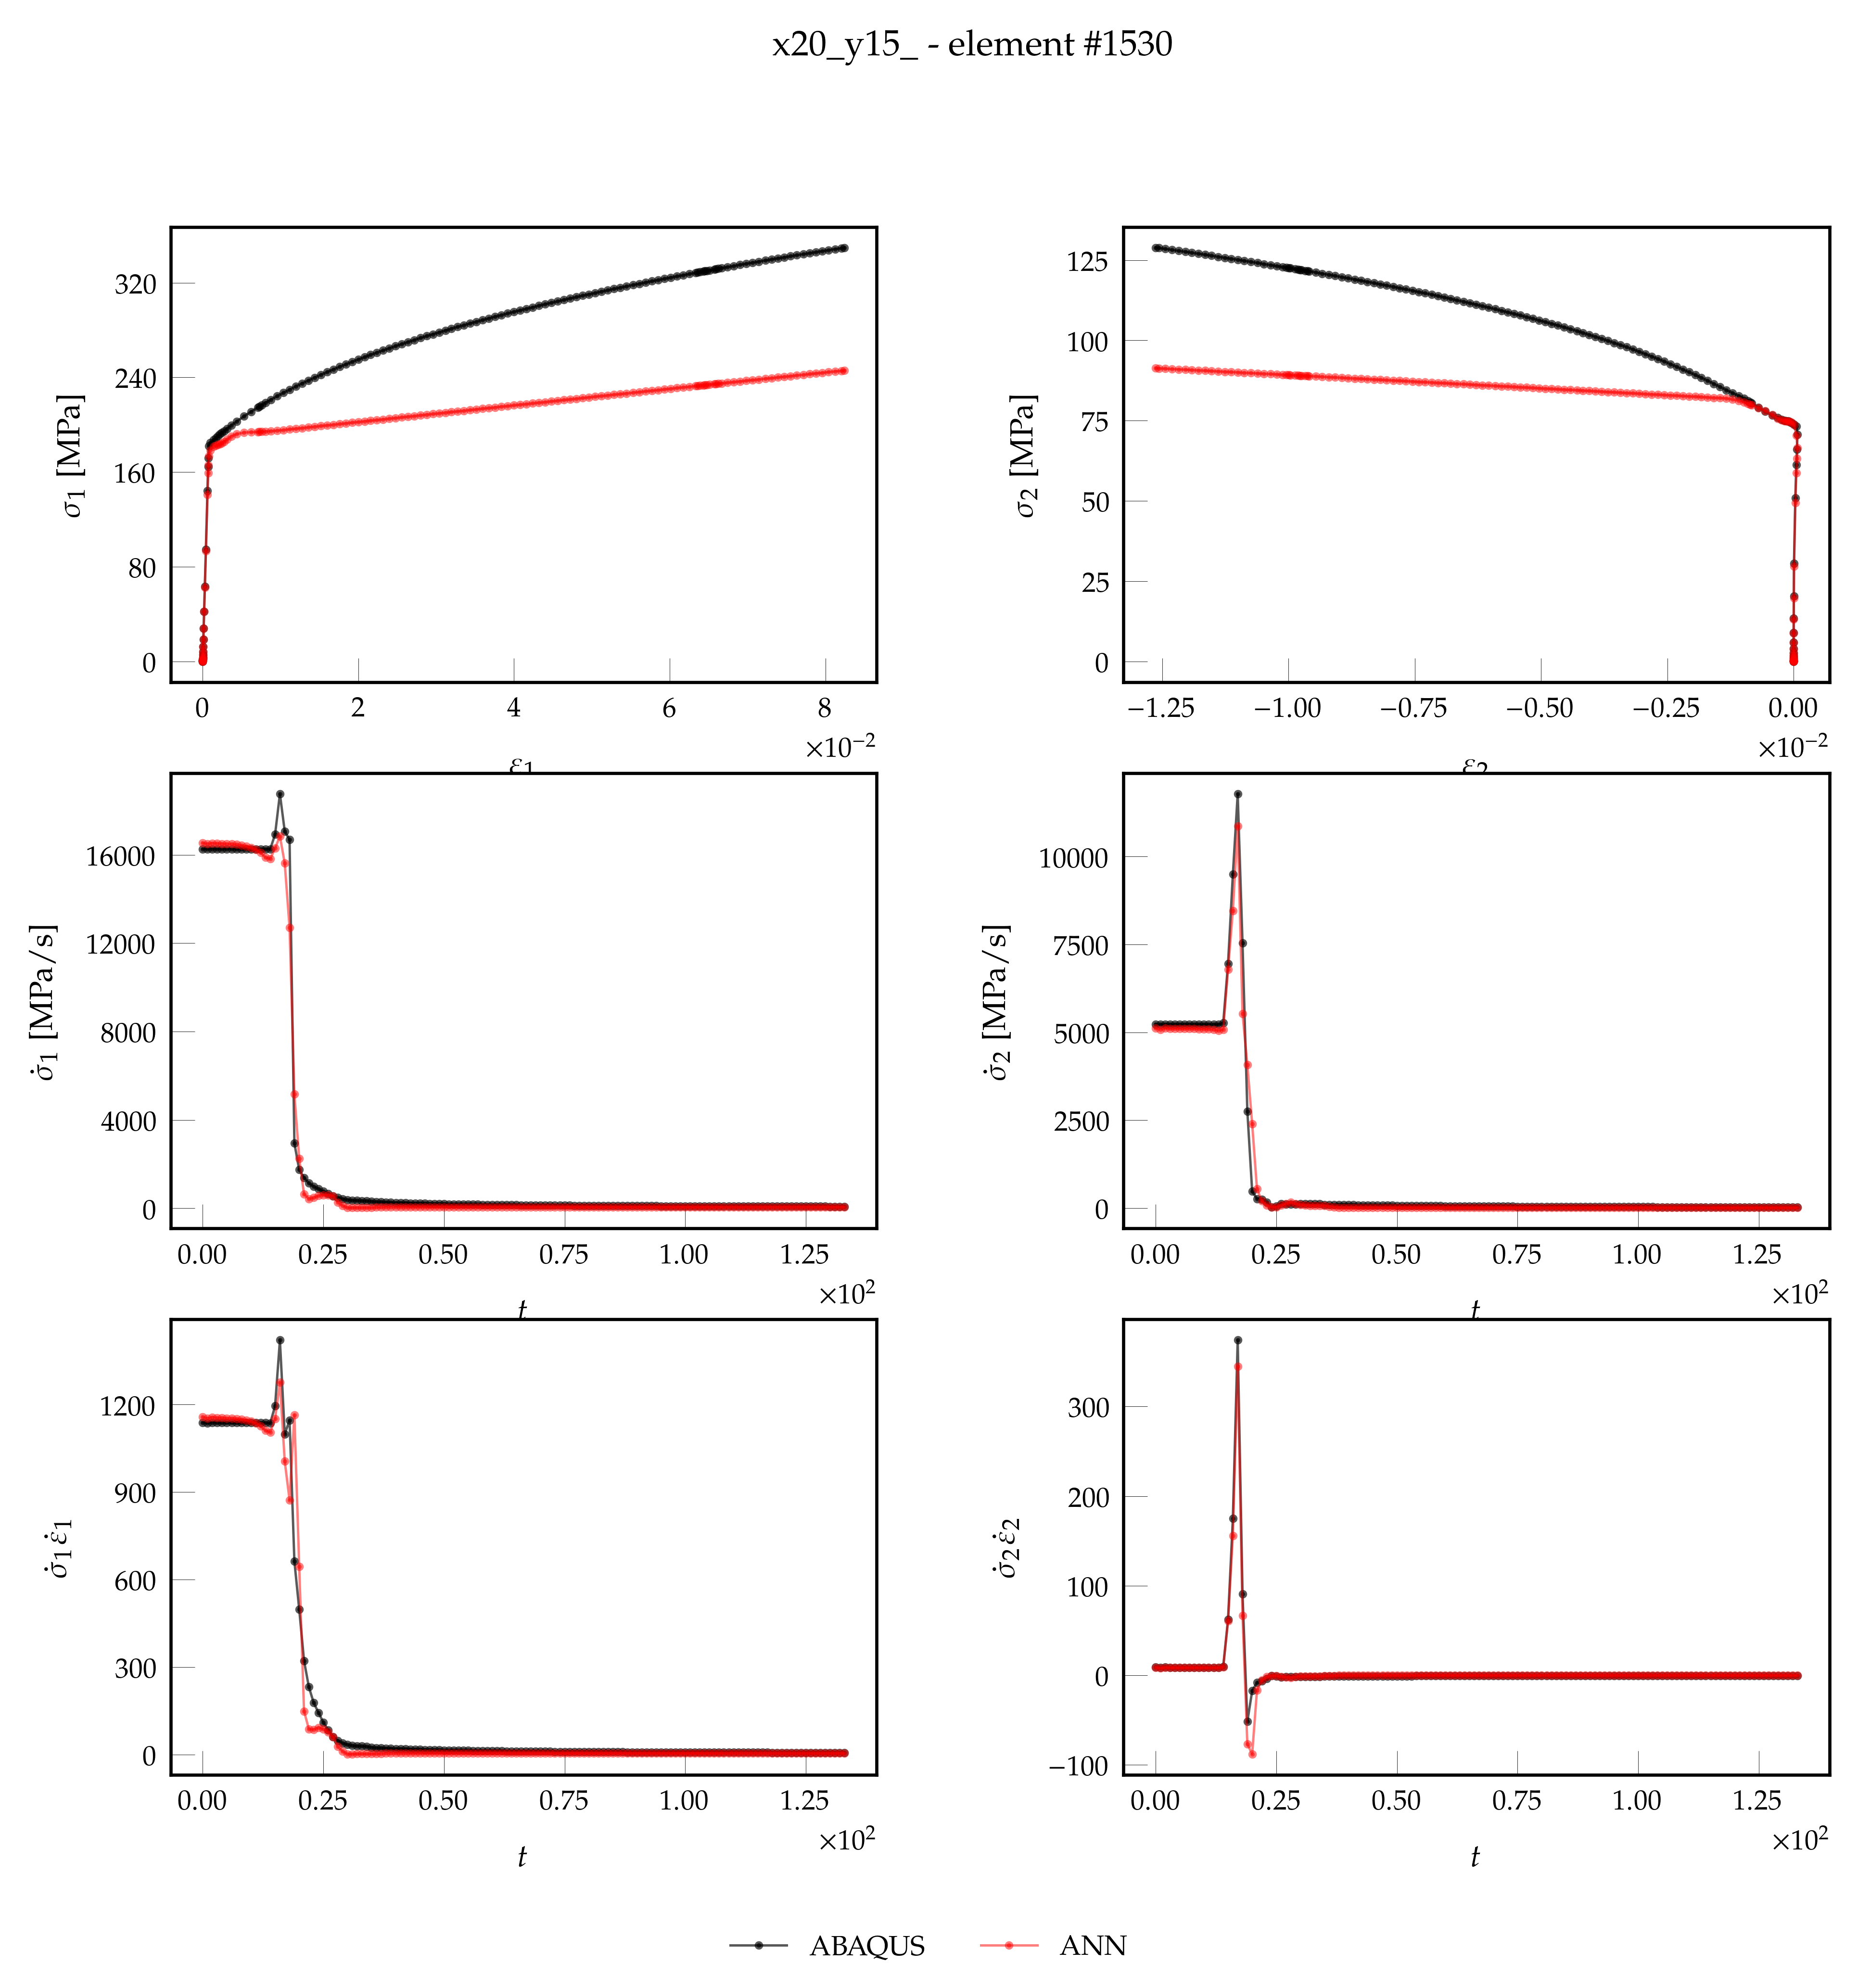 x20_y15_ - element #1530
σ₁ [MPa]
320
240
160
80
0
0 2 4 6 8
×10⁻²
ε₁
σ₂ [MPa]
125
100
75
50
25
0
−1.25 −1.00 −0.75 −0.50 −0.25 0.00
×10⁻²
ε₂
σ̇₁ [MPa/s]
16000
12000
8000
4000
0
0.00 0.25 0.50 0.75 1.00 1.25
×10²
t
σ̇₂ [MPa/s]
10000
7500
5000
2500
0
0.00 0.25 0.50 0.75 1.00 1.25
×10²
t
σ̇₁ε̇₁
1200
900
600
300
0
0.00 0.25 0.50 0.75 1.00 1.25
×10²
t
σ̇₂ε̇₂
300
200
100
0
−100
0.00 0.25 0.50 0.75 1.00 1.25
×10²
t
ABAQUS ANN